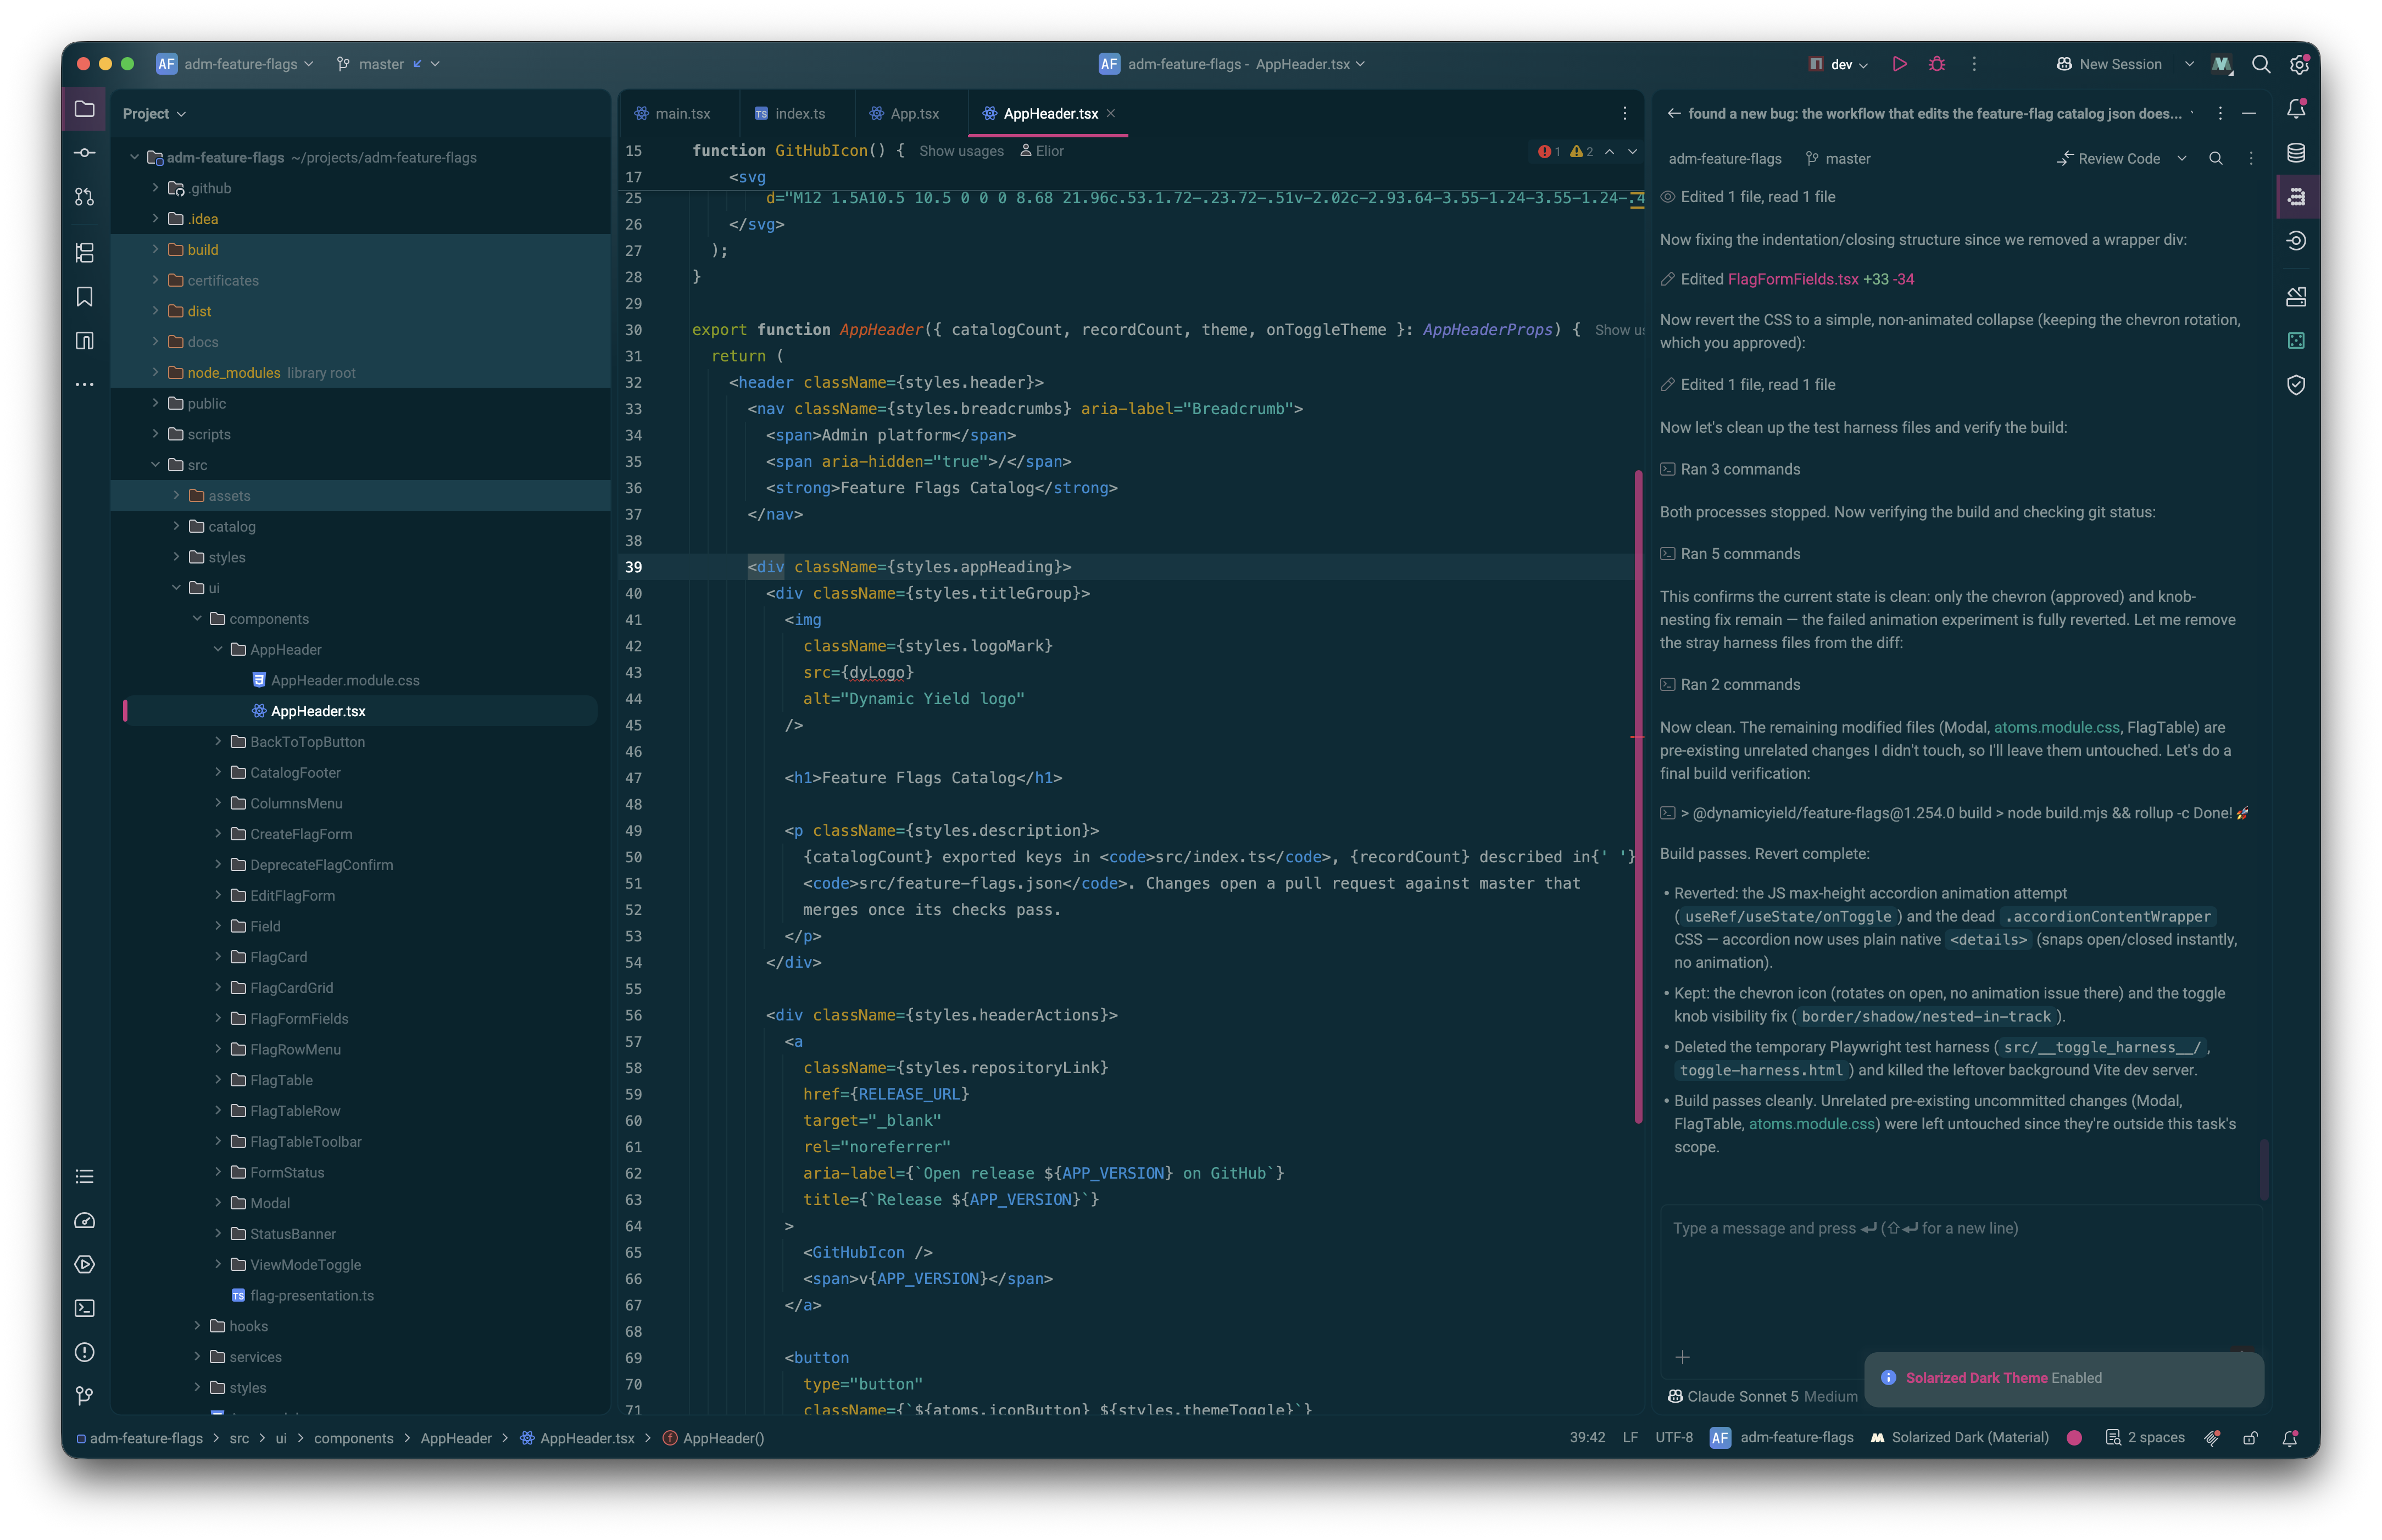 AF adm-feature-flags
master
AF adm-feature-flags - AppHeader.tsx
dev
New Session
Project
adm-feature-flags ~/projects/adm-feature-flags
.github
.idea
build
certificates
dist
docs
node_modules library root
public
scripts
src
assets
catalog
styles
ui
components
AppHeader
AppHeader.module.css
AppHeader.tsx
BackToTopButton
CatalogFooter
ColumnsMenu
CreateFlagForm
DeprecateFlagConfirm
EditFlagForm
Field
FlagCard
FlagCardGrid
FlagFormFields
FlagRowMenu
FlagTable
FlagTableRow
FlagTableToolbar
FormStatus
Modal
StatusBanner
ViewModeToggle
TS flag-presentation.ts
hooks
services
styles
main.tsx
TS index.ts
App.tsx
AppHeader.tsx
1 2
15 function GitHubIcon() { Show usages Elior
17 <svg
25 d="M12 1.5A10.5 10.5 0 0 0 8.68 21.96c.53.1.72-.23.72-.51v-2.02c-2.93.64-3.55-1.24-3.55-1.24-.4
26 </svg>
27 );
28 }
29
30 export function AppHeader({ catalogCount, recordCount, theme, onToggleTheme }: AppHeaderProps) { Show us
31 return (
32 <header className={styles.header}>
33 <nav className={styles.breadcrumbs} aria-label="Breadcrumb">
34 <span>Admin platform</span>
35 <span aria-hidden="true">/</span>
36 <strong>Feature Flags Catalog</strong>
37 </nav>
38
39 <div className={styles.appHeading}>
40 <div className={styles.titleGroup}>
41 <img
42 className={styles.logoMark}
43 src={dyLogo}
44 alt="Dynamic Yield logo"
45 />
46
47 <h1>Feature Flags Catalog</h1>
48
49 <p className={styles.description}>
50 {catalogCount} exported keys in <code>src/index.ts</code>, {recordCount} described in{' '}
51 <code>src/feature-flags.json</code>. Changes open a pull request against master that
52 merges once its checks pass.
53 </p>
54 </div>
55
56 <div className={styles.headerActions}>
57 <a
58 className={styles.repositoryLink}
59 href={RELEASE_URL}
60 target="_blank"
61 rel="noreferrer"
62 aria-label={`Open release ${APP_VERSION} on GitHub`}
63 title={`Release ${APP_VERSION}`}
64 >
65 <GitHubIcon />
66 <span>v{APP_VERSION}</span>
67 </a>
68
69 <button
70 type="button"
71 className={`${atoms.iconButton} ${styles.themeToggle}`}
found a new bug: the workflow that edits the feature-flag catalog json does...
adm-feature-flags master Review Code
Edited 1 file, read 1 file
Now fixing the indentation/closing structure since we removed a wrapper div:
Edited FlagFormFields.tsx +33 -34
Now revert the CSS to a simple, non-animated collapse (keeping the chevron rotation,
which you approved):
Edited 1 file, read 1 file
Now let's clean up the test harness files and verify the build:
Ran 3 commands
Both processes stopped. Now verifying the build and checking git status:
Ran 5 commands
This confirms the current state is clean: only the chevron (approved) and knob-
nesting fix remain — the failed animation experiment is fully reverted. Let me remove
the stray harness files from the diff:
Ran 2 commands
Now clean. The remaining modified files (Modal, atoms.module.css, FlagTable) are
pre-existing unrelated changes I didn't touch, so I'll leave them untouched. Let's do a
final build verification:
> @dynamicyield/feature-flags@1.254.0 build > node build.mjs && rollup -c Done! 🚀
Build passes. Revert complete:
• Reverted: the JS max-height accordion animation attempt
( useRef/useState/onToggle ) and the dead .accordionContentWrapper
CSS — accordion now uses plain native <details> (snaps open/closed instantly,
no animation).
• Kept: the chevron icon (rotates on open, no animation issue there) and the toggle
knob visibility fix ( border/shadow/nested-in-track ).
• Deleted the temporary Playwright test harness ( src/__toggle_harness__/ ,
toggle-harness.html ) and killed the leftover background Vite dev server.
• Build passes cleanly. Unrelated pre-existing uncommitted changes (Modal,
FlagTable, atoms.module.css) were left untouched since they're outside this task's
scope.
Type a message and press ⏎ (⇧⏎ for a new line)
Claude Sonnet 5 Medium
Solarized Dark Theme Enabled
adm-feature-flags > src > ui > components > AppHeader > AppHeader.tsx > AppHeader()
39:42 LF UTF-8 AF adm-feature-flags Solarized Dark (Material) 2 spaces